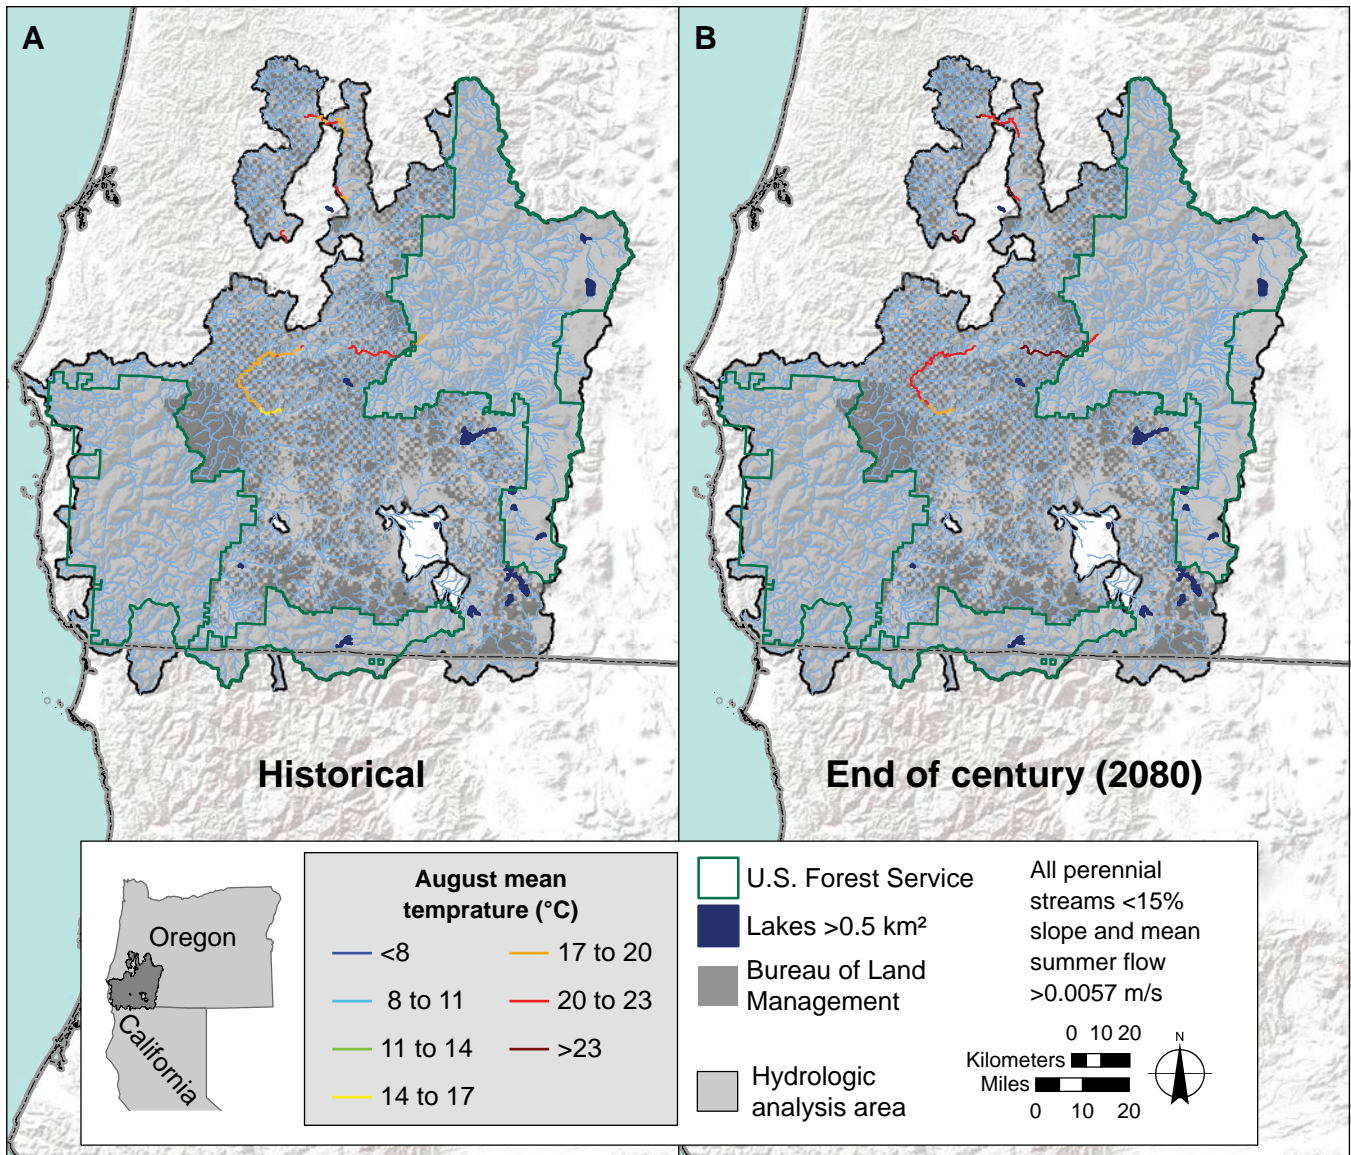 A
B
Historical
End of century (2080)
Oregon
California
August mean
temprature (°C)
<8
8 to 11
11 to 14
14 to 17
17 to 20
20 to 23
>23
U.S. Forest Service
Lakes >0.5 km²
Bureau of Land
Management
Hydrologic
analysis area
All perennial
streams <15%
slope and mean
summer flow
>0.0057 m/s
0 10 20
Kilometers
Miles
0 10 20
N